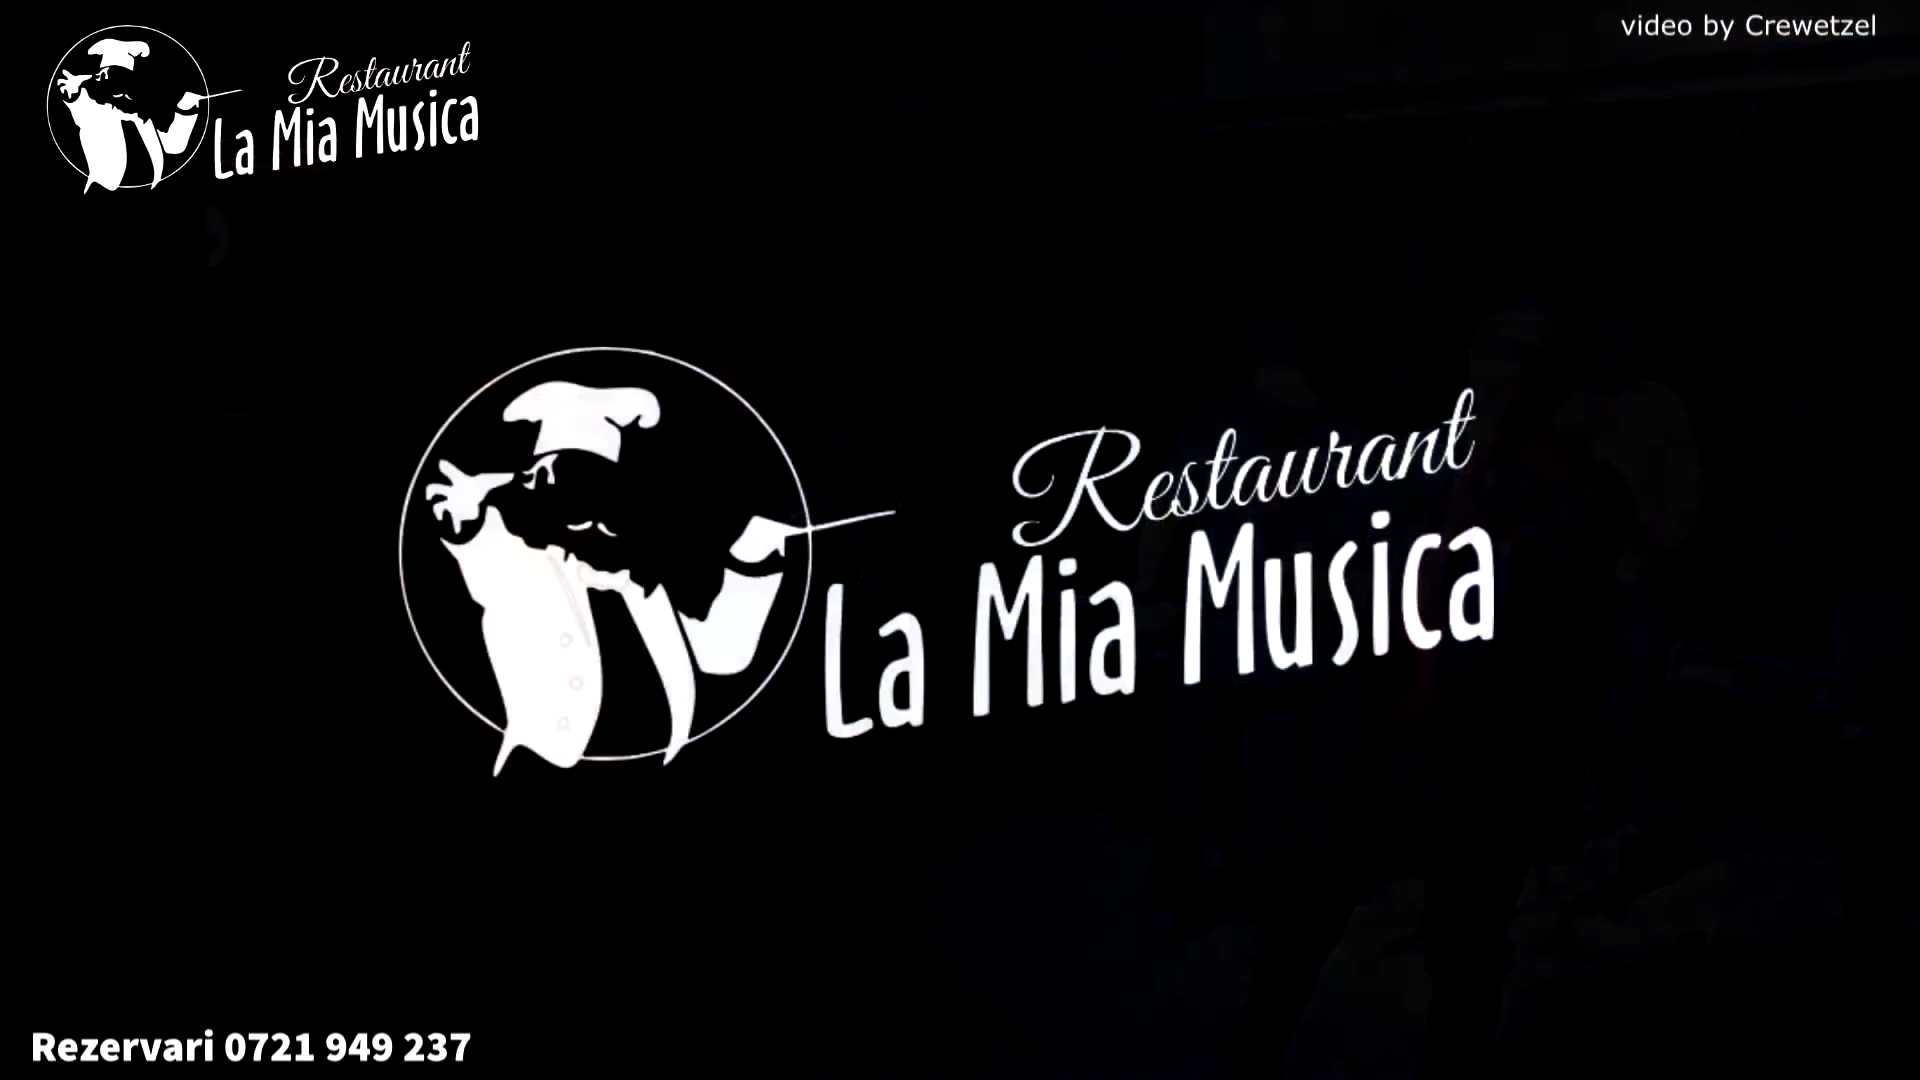 video by Crewetzel
Restaurant
La Mia Musica
Restaurant
La Mia Musica
Rezervari 0721 949 237